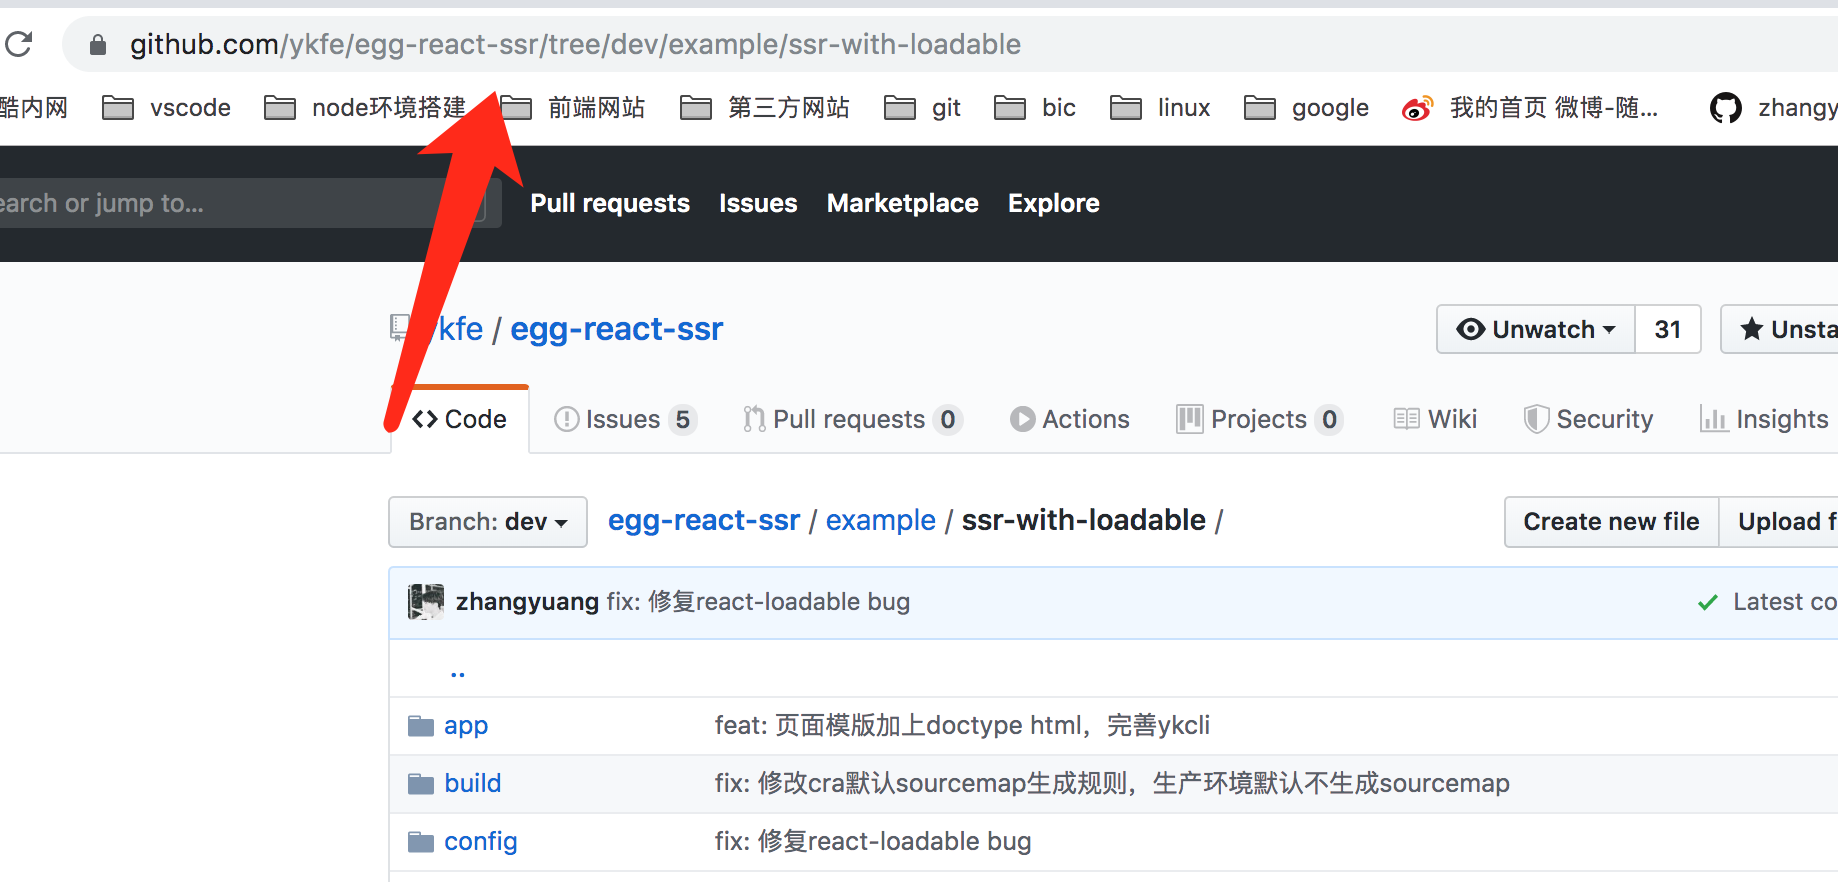 github.com/ykfe/egg-react-ssr/tree/dev/example/ssr-with-loadable
酷内网 vscode node环境搭建 前端网站 第三方网站 git bic linux google 我的首页 微博-随... zhangy
earch or jump to... Pull requests Issues Marketplace Explore
kfe / egg-react-ssr Unwatch 31 Unsta
Code Issues 5 Pull requests 0 Actions Projects 0 Wiki Security Insights
Branch: dev egg-react-ssr / example / ssr-with-loadable / Create new file Upload f
zhangyuang fix: 修复react-loadable bug Latest co
..
app feat: 页面模版加上doctype html，完善ykcli
build fix: 修改cra默认sourcemap生成规则，生产环境默认不生成sourcemap
config fix: 修复react-loadable bug